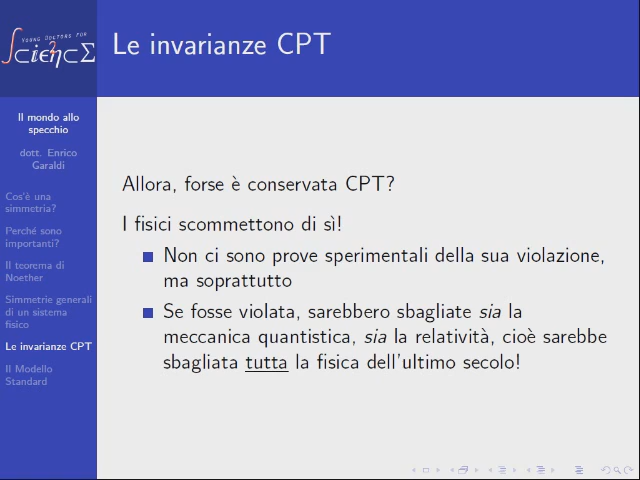 YOUNG DOCTORS FOR
Le invarianze CPT
Il mondo allo
specchio
dott. Enrico
Garaldi
Cos'è una
simmetria?
Perché sono
importanti?
Il teorema di
Noether
Simmetrie generali
di un sistema
fisico
Le invarianze CPT
Il Modello
Standard
Allora, forse è conservata CPT?
I fisici scommettono di sì!
Non ci sono prove sperimentali della sua violazione,
ma soprattutto
Se fosse violata, sarebbero sbagliate sia la
meccanica quantistica, sia la relatività, cioè sarebbe
sbagliata tutta la fisica dell'ultimo secolo!